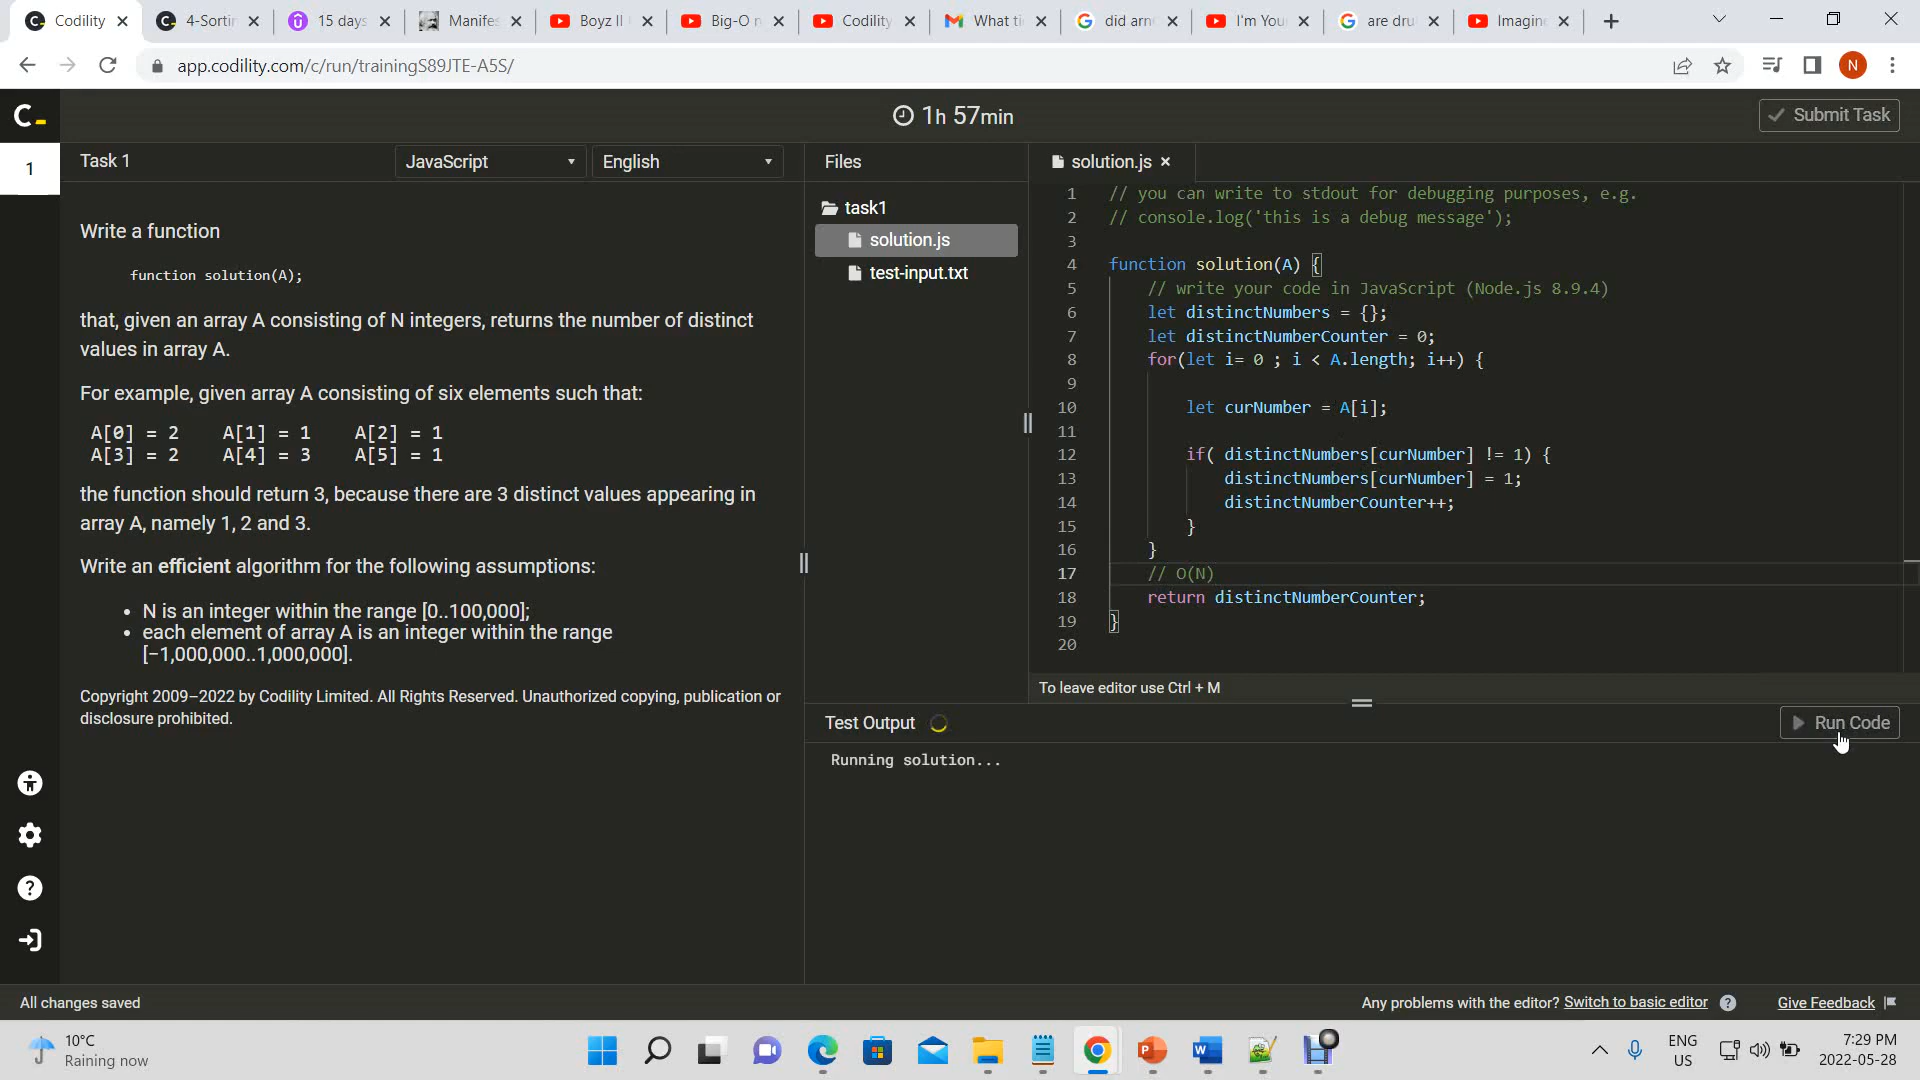 Codility
4-Sortin
15 days
Manifes
Boyz II
Big-O n
Codility
What ti
did arn
I'm You
are dru
Imagine
app.codility.com/c/run/trainingS89JTE-A5S/
N
C_
1h 57min
Submit Task
1
Task 1
JavaScript
English
Files
solution.js
task1
solution.js
test-input.txt
Write a function
function solution(A);
that, given an array A consisting of N integers, returns the number of distinct
values in array A.
For example, given array A consisting of six elements such that:
A[0] = 2 A[1] = 1 A[2] = 1
A[3] = 2 A[4] = 3 A[5] = 1
the function should return 3, because there are 3 distinct values appearing in
array A, namely 1, 2 and 3.
Write an efficient algorithm for the following assumptions:
• N is an integer within the range [0..100,000];
• each element of array A is an integer within the range
[−1,000,000..1,000,000].
Copyright 2009–2022 by Codility Limited. All Rights Reserved. Unauthorized copying, publication or
disclosure prohibited.
1 // you can write to stdout for debugging purposes, e.g.
2 // console.log('this is a debug message');
3
4 function solution(A) {
5 // write your code in JavaScript (Node.js 8.9.4)
6 let distinctNumbers = {};
7 let distinctNumberCounter = 0;
8 for(let i= 0 ; i < A.length; i++) {
9
10 let curNumber = A[i];
11
12 if( distinctNumbers[curNumber] != 1) {
13 distinctNumbers[curNumber] = 1;
14 distinctNumberCounter++;
15 }
16 }
17 // O(N)
18 return distinctNumberCounter;
19 }
20
To leave editor use Ctrl + M
Test Output
Run Code
Running solution...
All changes saved
Any problems with the editor? Switch to basic editor
Give Feedback
10°C
Raining now
ENG
US
7:29 PM
2022-05-28